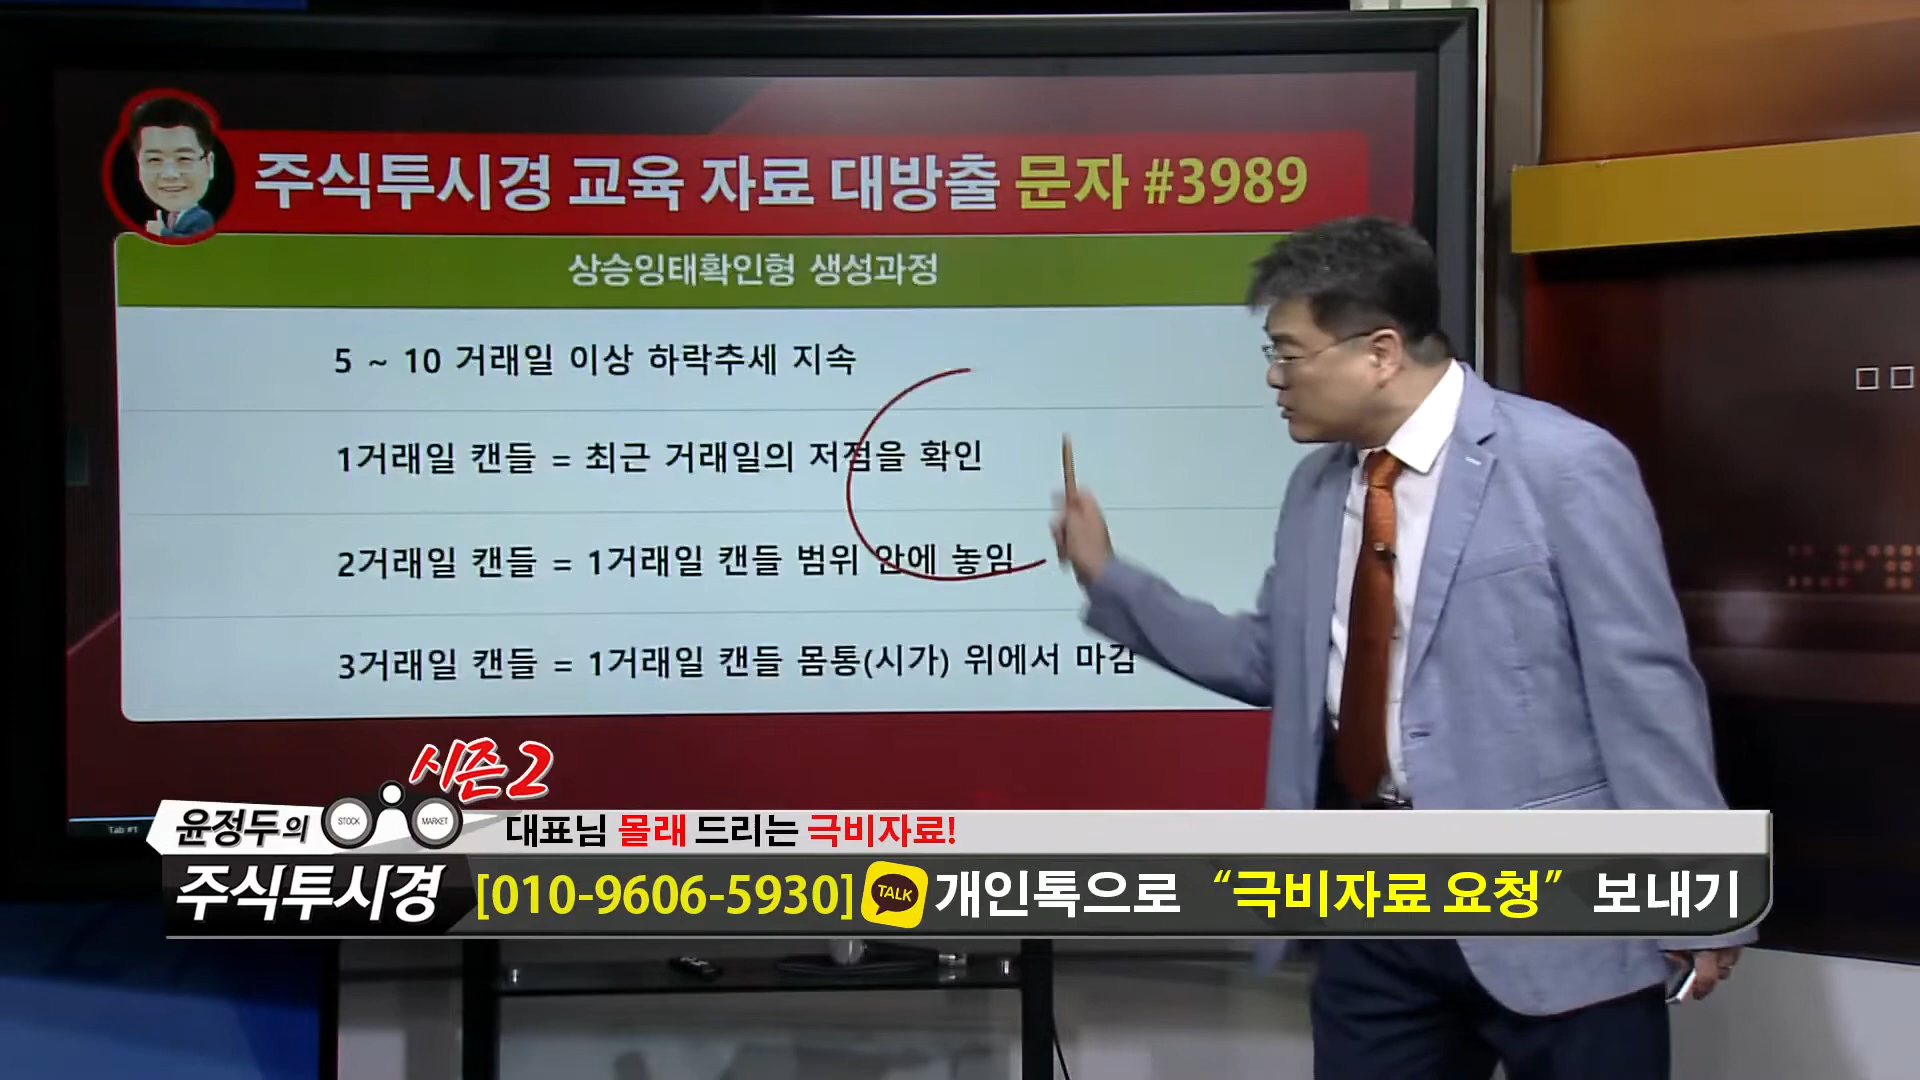 주식투시경 교육 자료 대방출 문자 #3989
상승잉태확인형 생성과정
5 ~ 10 거래일 이상 하락추세 지속
1거래일 캔들 = 최근 거래일의 저점을 확인
2거래일 캔들 = 1거래일 캔들 범위 안에 놓임
3거래일 캔들 = 1거래일 캔들 몸통(시가) 위에서 마감
Tab #1
시즌2
윤정두의
STOCK
MARKET
주식투시경
대표님 몰래 드리는 극비자료!
[010-9606-5930] TALK 개인톡으로 “극비자료 요청” 보내기